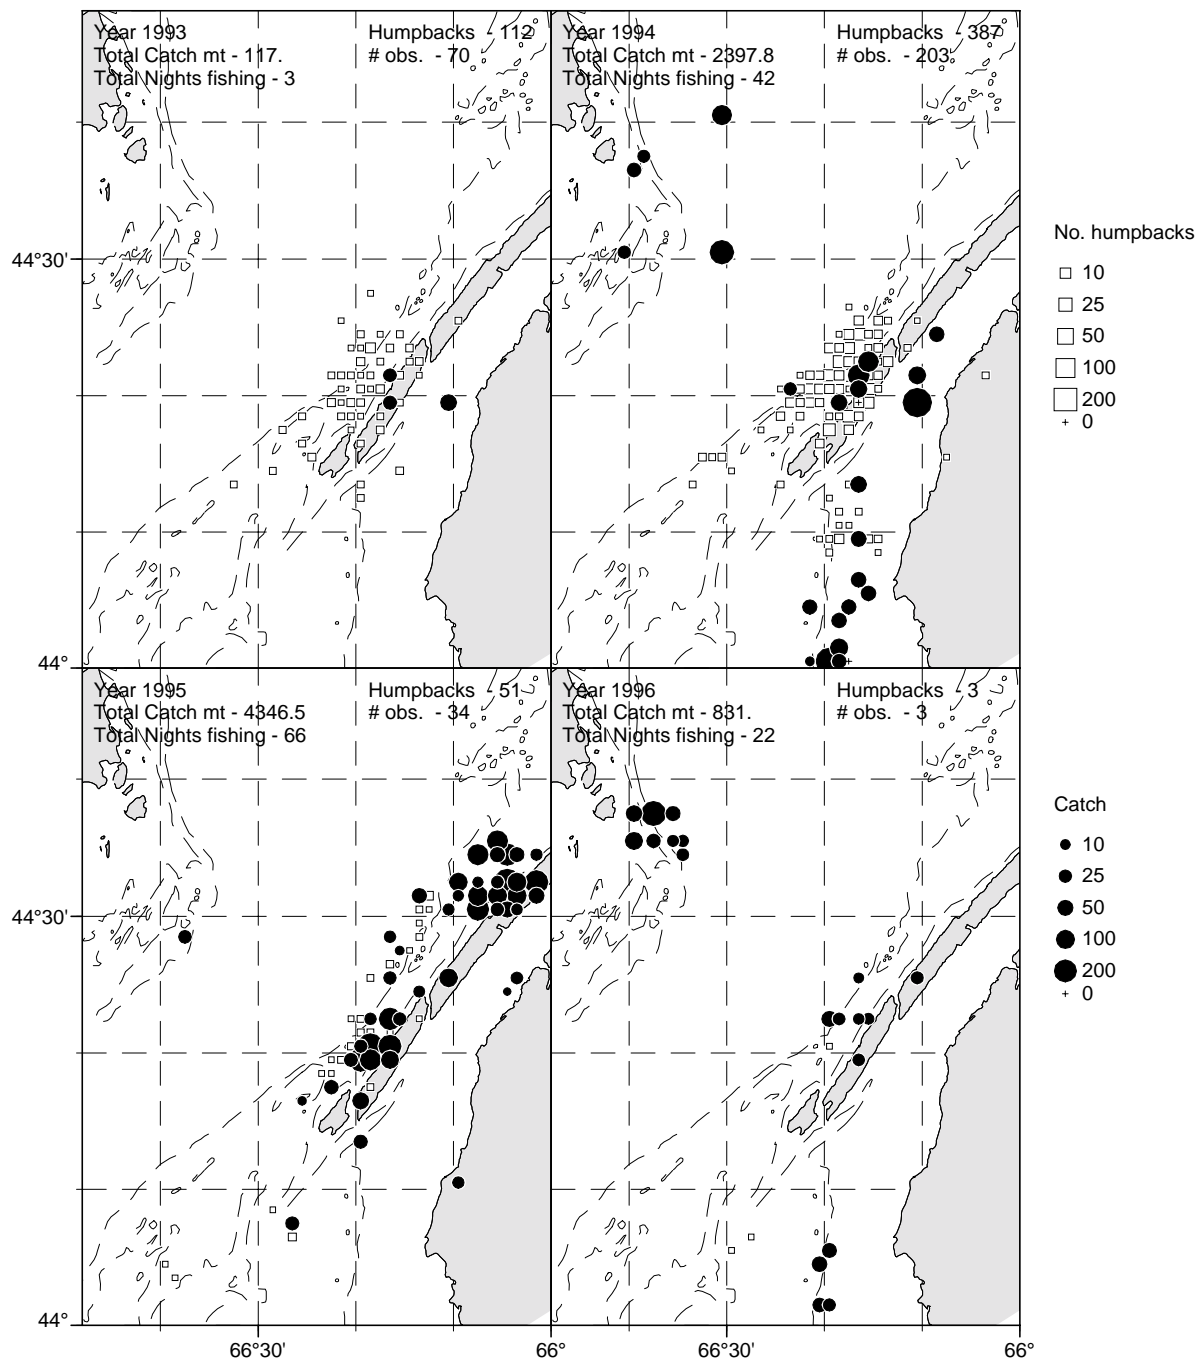 Year 1993
Total Catch mt - 117.
Total Nights fishing - 3
Humpbacks - 112
# obs. - 70
Year 1994
Total Catch mt - 2397.8
Total Nights fishing - 42
Humpbacks - 387
# obs. - 203
44°30'
44°
No. humpbacks
10
25
50
100
200
+ 0
Year 1995
Total Catch mt - 4346.5
Total Nights fishing - 66
Humpbacks - 51
# obs. - 34
Year 1996
Total Catch mt - 831.
Total Nights fishing - 22
Humpbacks - 3
# obs. - 3
44°30'
44°
Catch
10
25
50
100
200
+ 0
66°30'
66°
66°30'
66°